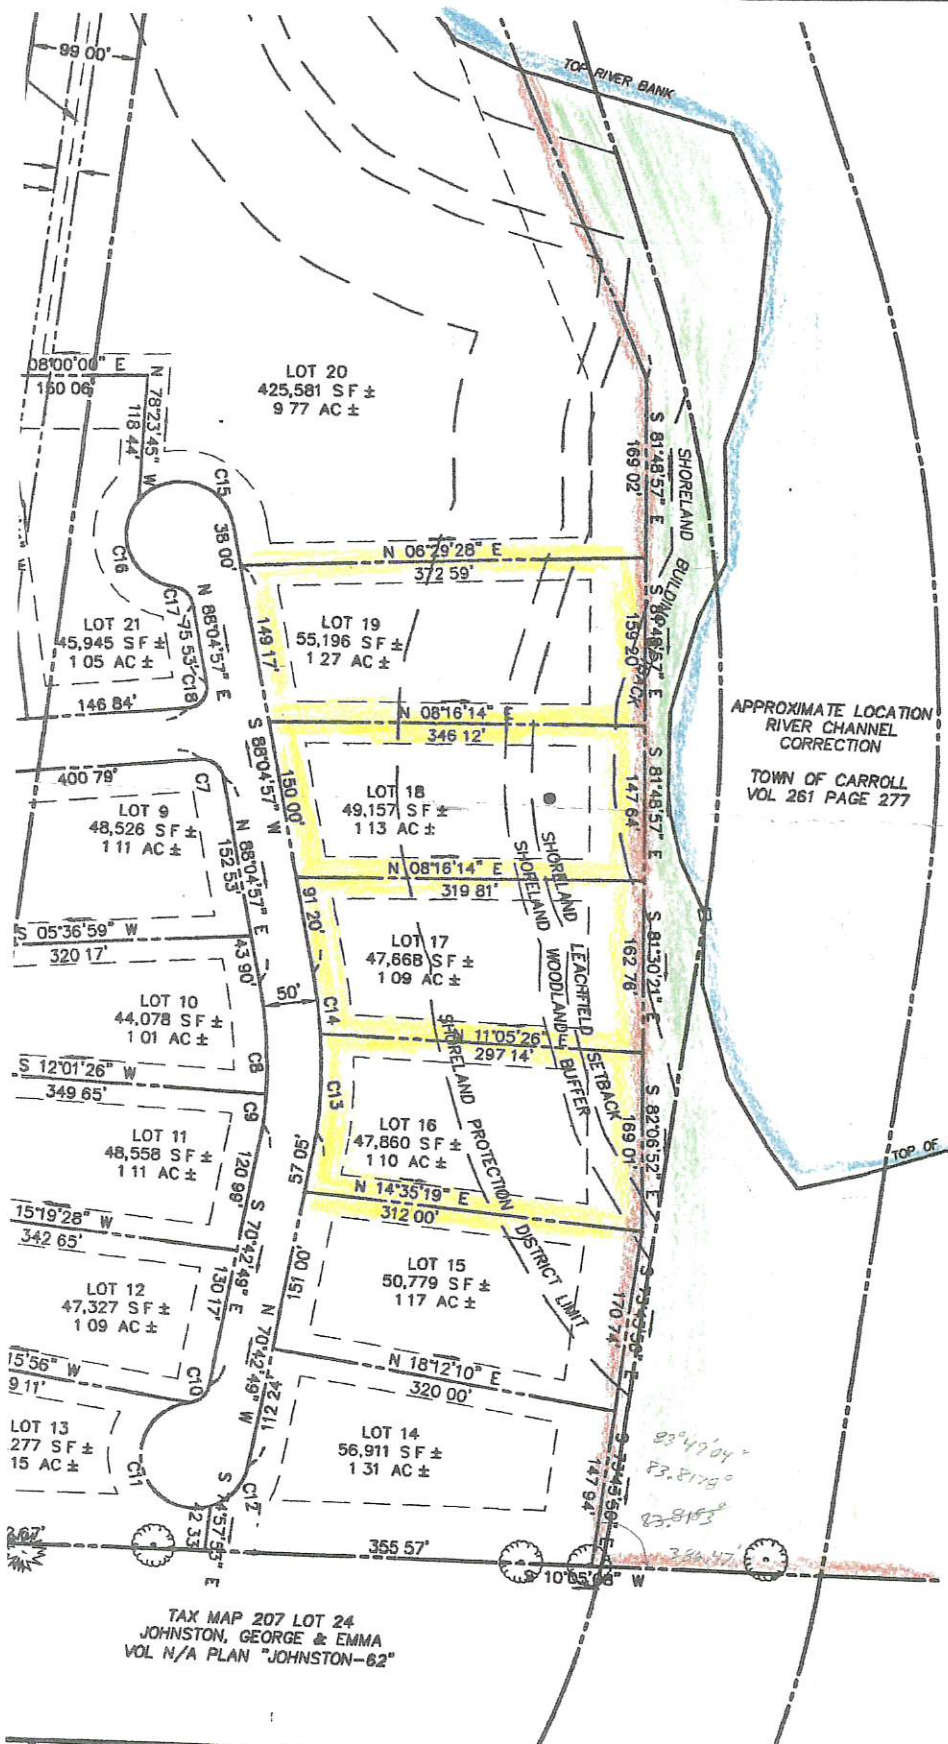 99 00'
TOP RIVER BANK
08°00'00" E
150 06'
N 78°23'45" W
118 44'
LOT 20
425,581 S F ±
9 77 AC ±
S 81°48'57" E
169 02'
SHORELAND BUILDING
C15
38 00'
C16
C17
N 06°29'28" E
372 59'
N 88°04'57" E
75 53'
C18
LOT 21
45,945 S F ±
1 05 AC ±
146 84'
149 17'
LOT 19
55,196 S F ±
1 27 AC ±
159 20'
N 08°16'14" E
346 12'
S 88°04'57" W
APPROXIMATE LOCATION
RIVER CHANNEL
CORRECTION
TOWN OF CARROLL
VOL 261 PAGE 277
400 79'
C7
LOT 9
48,526 S F ±
1 11 AC ±
N 88°04'57" E
152 53'
150 00'
LOT 18
49,157 S F ±
1 13 AC ±
S 81°48'57" E
147 64'
N 08°16'14" E
319 81'
SHORELAND LEACHFIELD SETBACK
SHORELAND WOODLAND BUFFER
S 05°36'59" W
320 17'
91 20'
43 90'
50'
LOT 17
47,668 S F ±
1 09 AC ±
S 81°30'21" E
162 76'
LOT 10
44,078 S F ±
1 01 AC ±
C14
C8
N 11°05'26" E
297 14'
SHORELAND PROTECTION DISTRICT LIMIT
S 12°01'26" W
349 65'
C9
C13
LOT 16
47,860 S F ±
1 10 AC ±
S 82°06'52" E
169 01'
LOT 11
48,558 S F ±
1 11 AC ±
120 99'
57 05'
TOP OF
N 14°35'19" E
312 00'
15°19'28" W
342 65'
S 70°42'49" E
130 17'
151 00'
LOT 15
50,779 S F ±
1 17 AC ±
170 74'
LOT 12
47,327 S F ±
1 09 AC ±
N 70°42'49" W
112 24'
N 18°12'10" E
320 00'
15'56" W
9 11'
C10
LOT 13
277 S F ±
15 AC ±
C11
C12
LOT 14
56,911 S F ±
1 31 AC ±
147 94'
83°49'04"
83.8178°
S 74°57'53" E
42 33'
355 57'
TAX MAP 207 LOT 24
JOHNSTON, GEORGE & EMMA
VOL N/A PLAN "JOHNSTON-62"